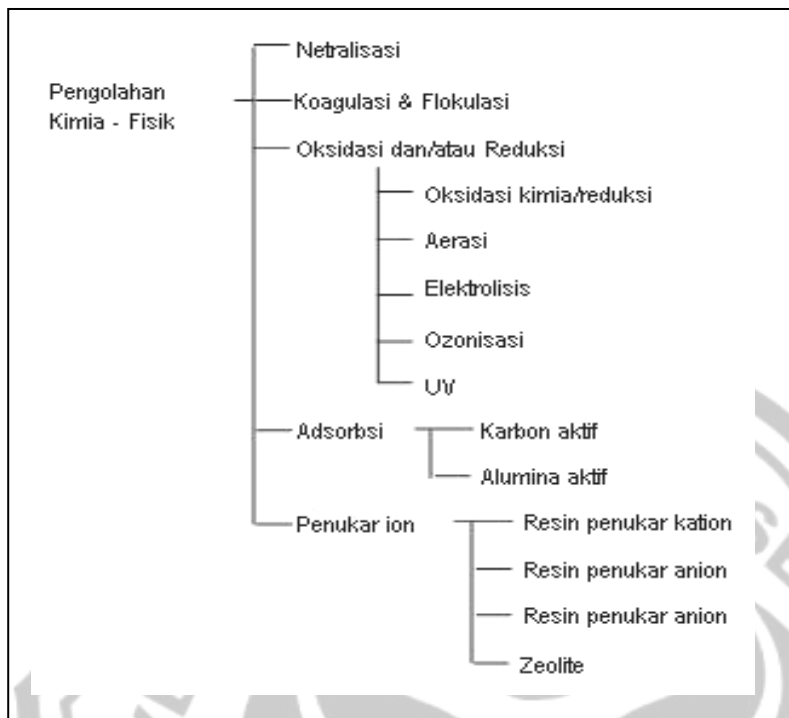 Netralisasi
Pengolahan
Kimia - Fisik
Koagulasi & Flokulasi
Oksidasi dan/atau Reduksi
Oksidasi kimia/reduksi
Aerasi
Elektrolisis
Ozonisasi
UV
Adsorbsi
Karbon aktif
Alumina aktif
Penukar ion
Resin penukar kation
Resin penukar anion
Resin penukar anion
Zeolite